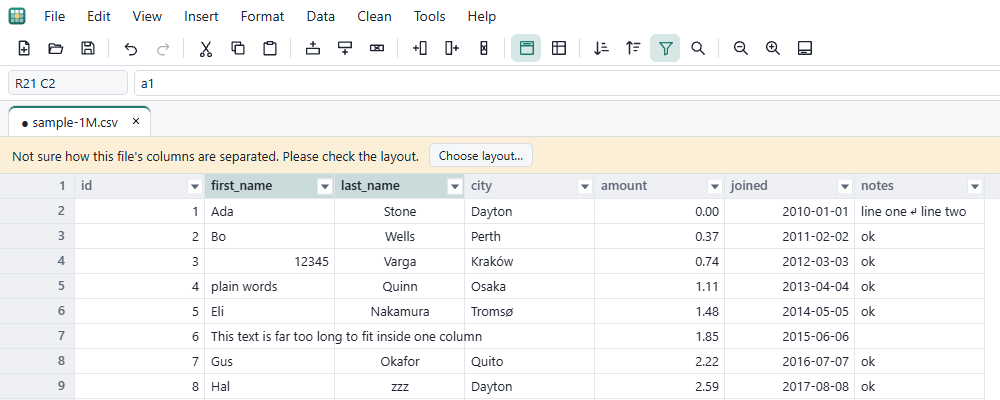 File Edit View Insert Format Data Clean Tools Help
R21 C2 a1
● sample-1M.csv ×
Not sure how this file's columns are separated. Please check the layout. Choose layout...
1 id first_name last_name city amount joined notes
2 1 Ada Stone Dayton 0.00 2010-01-01 line one ↵ line two
3 2 Bo Wells Perth 0.37 2011-02-02 ok
4 3 12345 Varga Kraków 0.74 2012-03-03 ok
5 4 plain words Quinn Osaka 1.11 2013-04-04 ok
6 5 Eli Nakamura Tromsø 1.48 2014-05-05 ok
7 6 This text is far too long to fit inside one column 1.85 2015-06-06
8 7 Gus Okafor Quito 2.22 2016-07-07 ok
9 8 Hal zzz Dayton 2.59 2017-08-08 ok